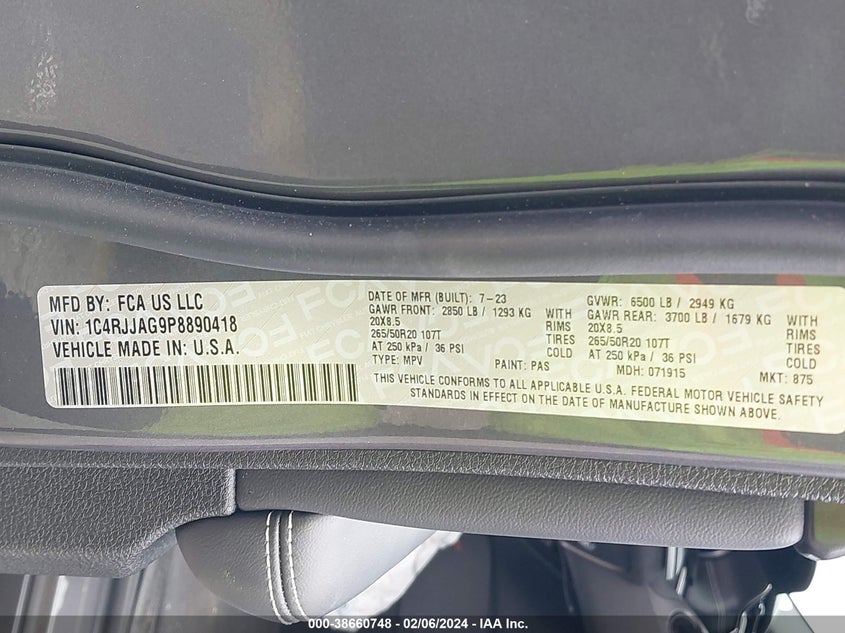 MFD BY: FCA US LLC
VIN: 1C4RJJAG9P8890418
VEHICLE MADE IN: U.S.A.
DATE OF MFR (BUILT): 7-23
GAWR FRONT: 2850 LB / 1293 KG WITH
20X8.5 RIMS
265/50R20 107T TIRES
AT 250 kPa / 36 PSI COLD
TYPE: MPV PAINT: PAS
GVWR: 6500 LB / 2949 KG
GAWR REAR: 3700 LB / 1679 KG WITH
20X8.5 RIMS
265/50R20 107T TIRES
AT 250 kPa / 36 PSI COLD
MDH: 071915 MKT: 875
THIS VEHICLE CONFORMS TO ALL APPLICABLE U.S.A. FEDERAL MOTOR VEHICLE SAFETY
STANDARDS IN EFFECT ON THE DATE OF MANUFACTURE SHOWN ABOVE.
000-38660748 - 02/06/2024 - IAA Inc.